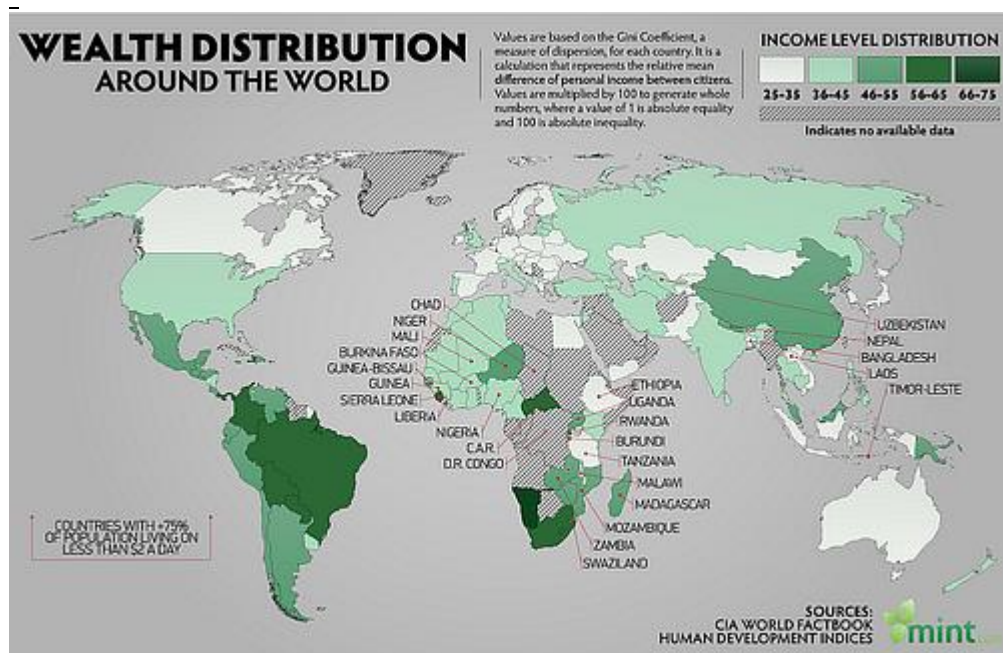 WEALTH DISTRIBUTION
AROUND THE WORLD
Values are based on the Gini Coefficient, a
measure of dispersion, for each country. It is a
calculation that represents the relative mean
difference of personal income between citizens.
Values are multiplied by 100 to generate whole
numbers, where a value of 1 is absolute equality
and 100 is absolute inequality.
INCOME LEVEL DISTRIBUTION
25-35 36-45 46-55 56-65 66-75
Indicates no available data
CHAD
NIGER
MALI
BURKINA FASO
GUINEA-BISSAU
GUINEA
SIERRA LEONE
LIBERIA
NIGERIA
C.A.R.
D.R. CONGO
UZBEKISTAN
NEPAL
BANGLADESH
LAOS
TIMOR-LESTE
ETHIOPIA
UGANDA
RWANDA
BURUNDI
TANZANIA
MALAWI
MADAGASCAR
MOZAMBIQUE
ZAMBIA
SWAZILAND
COUNTRIES WITH +75%
OF POPULATION LIVING ON
LESS THAN $2 A DAY
SOURCES:
CIA WORLD FACTBOOK
HUMAN DEVELOPMENT INDICES
mint